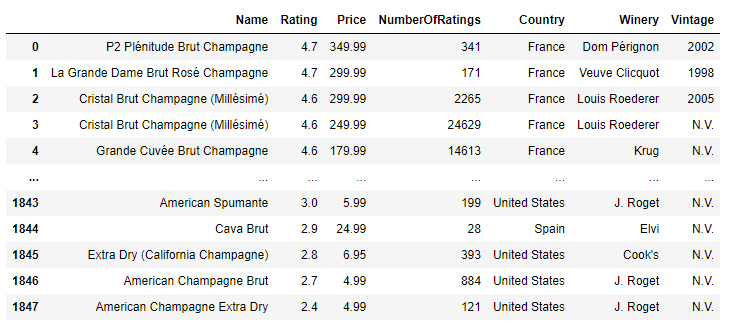 Name Rating Price NumberOfRatings Country Winery Vintage
0 P2 Plénitude Brut Champagne 4.7 349.99 341 France Dom Pérignon 2002
1 La Grande Dame Brut Rosé Champagne 4.7 299.99 171 France Veuve Clicquot 1998
2 Cristal Brut Champagne (Millésimé) 4.6 299.99 2265 France Louis Roederer 2005
3 Cristal Brut Champagne (Millésimé) 4.6 249.99 24629 France Louis Roederer N.V.
4 Grande Cuvée Brut Champagne 4.6 179.99 14613 France Krug N.V.
... ... ... ... ... ... ... ...
1843 American Spumante 3.0 5.99 199 United States J. Roget N.V.
1844 Cava Brut 2.9 24.99 28 Spain Elvi N.V.
1845 Extra Dry (California Champagne) 2.8 6.95 393 United States Cook's N.V.
1846 American Champagne Brut 2.7 4.99 884 United States J. Roget N.V.
1847 American Champagne Extra Dry 2.4 4.99 121 United States J. Roget N.V.